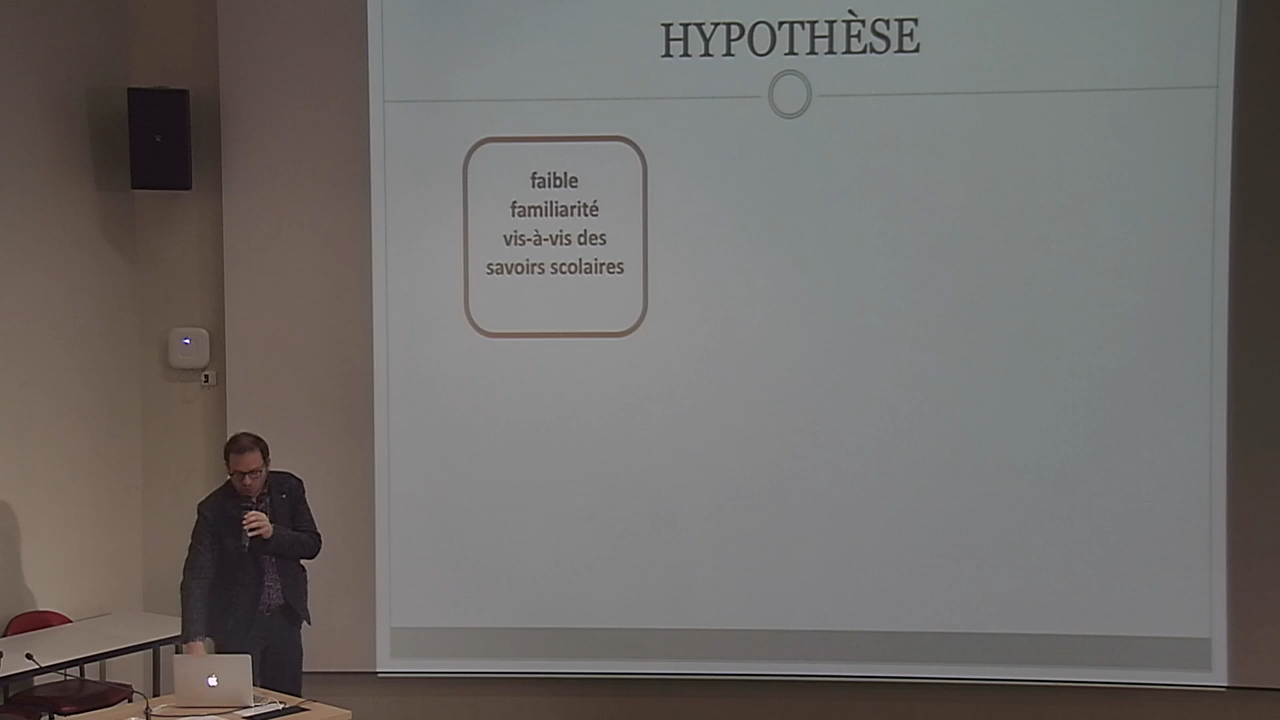 HYPOTHÈSE
faible
familiarité
vis-à-vis des
savoirs scolaires